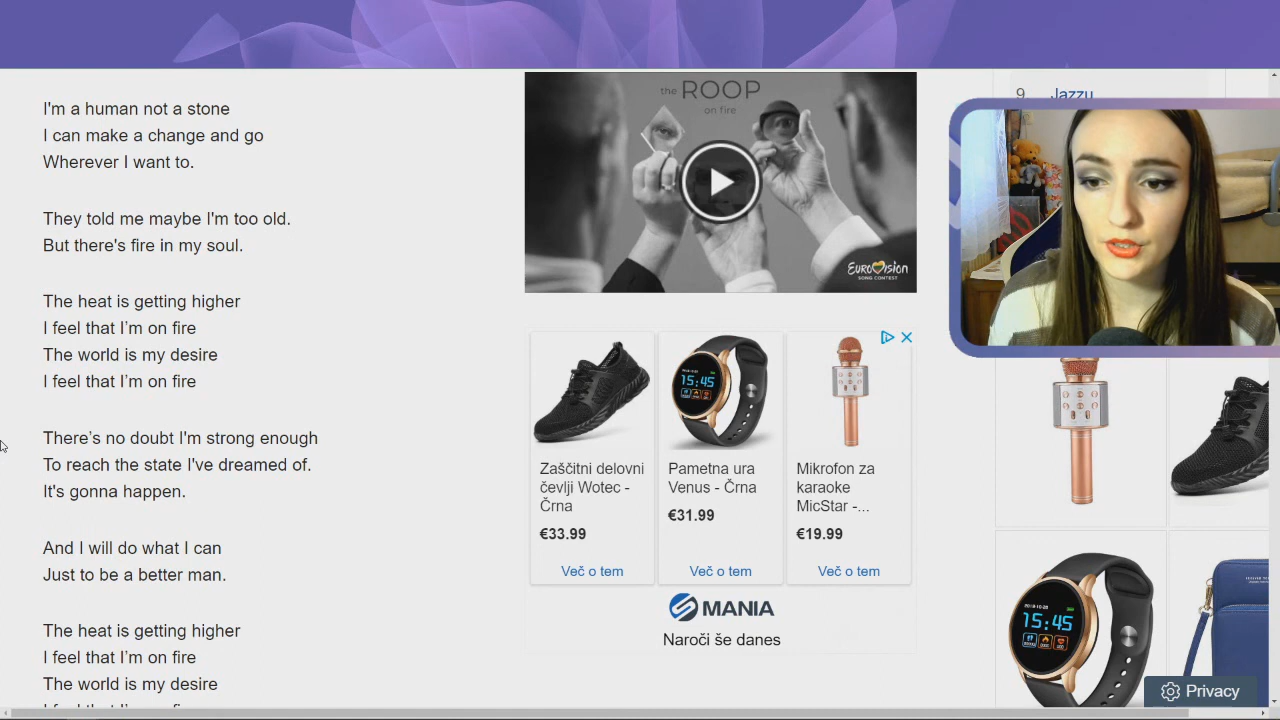 I'm a human not a stone
I can make a change and go
Wherever I want to.
They told me maybe I'm too old.
But there's fire in my soul.
The heat is getting higher
I feel that I’m on fire
The world is my desire
I feel that I’m on fire
There’s no doubt I'm strong enough
To reach the state I've dreamed of.
It's gonna happen.
And I will do what I can
Just to be a better man.
The heat is getting higher
I feel that I’m on fire
The world is my desire
the ROOP
on fire
EUROVISION
SONG CONTEST
Zaščitni delovni
čevlji Wotec -
Črna
€33.99
Več o tem
Pametna ura
Venus - Črna
€31.99
Več o tem
Mikrofon za
karaoke
MicStar -...
€19.99
Več o tem
MANIA
Naroči še danes
9. Jazzu
15:45
15:45
Privacy